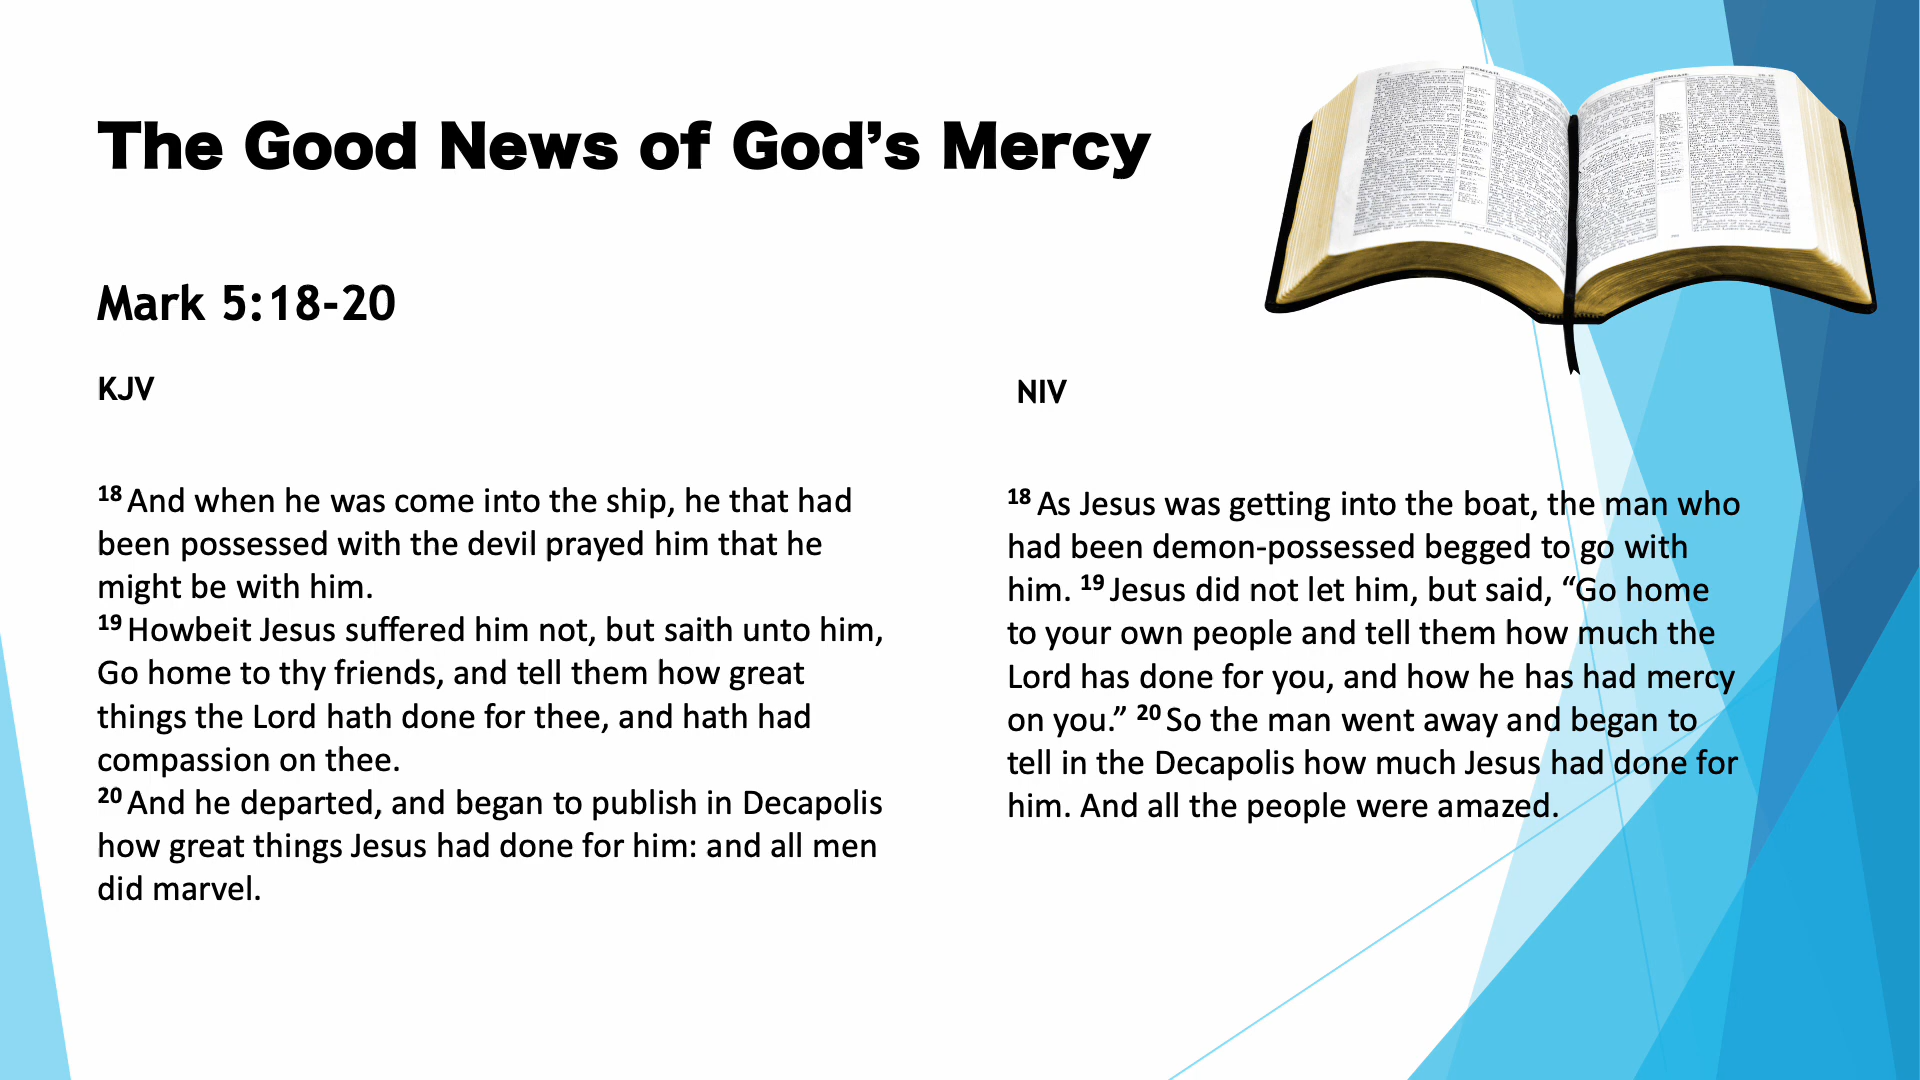 The Good News of God’s Mercy
JEREMIAH
JEREMIAH
Mark 5:18-20
KJV
18 And when he was come into the ship, he that had
been possessed with the devil prayed him that he
might be with him.
19 Howbeit Jesus suffered him not, but saith unto him,
Go home to thy friends, and tell them how great
things the Lord hath done for thee, and hath had
compassion on thee.
20 And he departed, and began to publish in Decapolis
how great things Jesus had done for him: and all men
did marvel.
NIV
18 As Jesus was getting into the boat, the man who
had been demon-possessed begged to go with
him. 19 Jesus did not let him, but said, “Go home
to your own people and tell them how much the
Lord has done for you, and how he has had mercy
on you.” 20 So the man went away and began to
tell in the Decapolis how much Jesus had done for
him. And all the people were amazed.